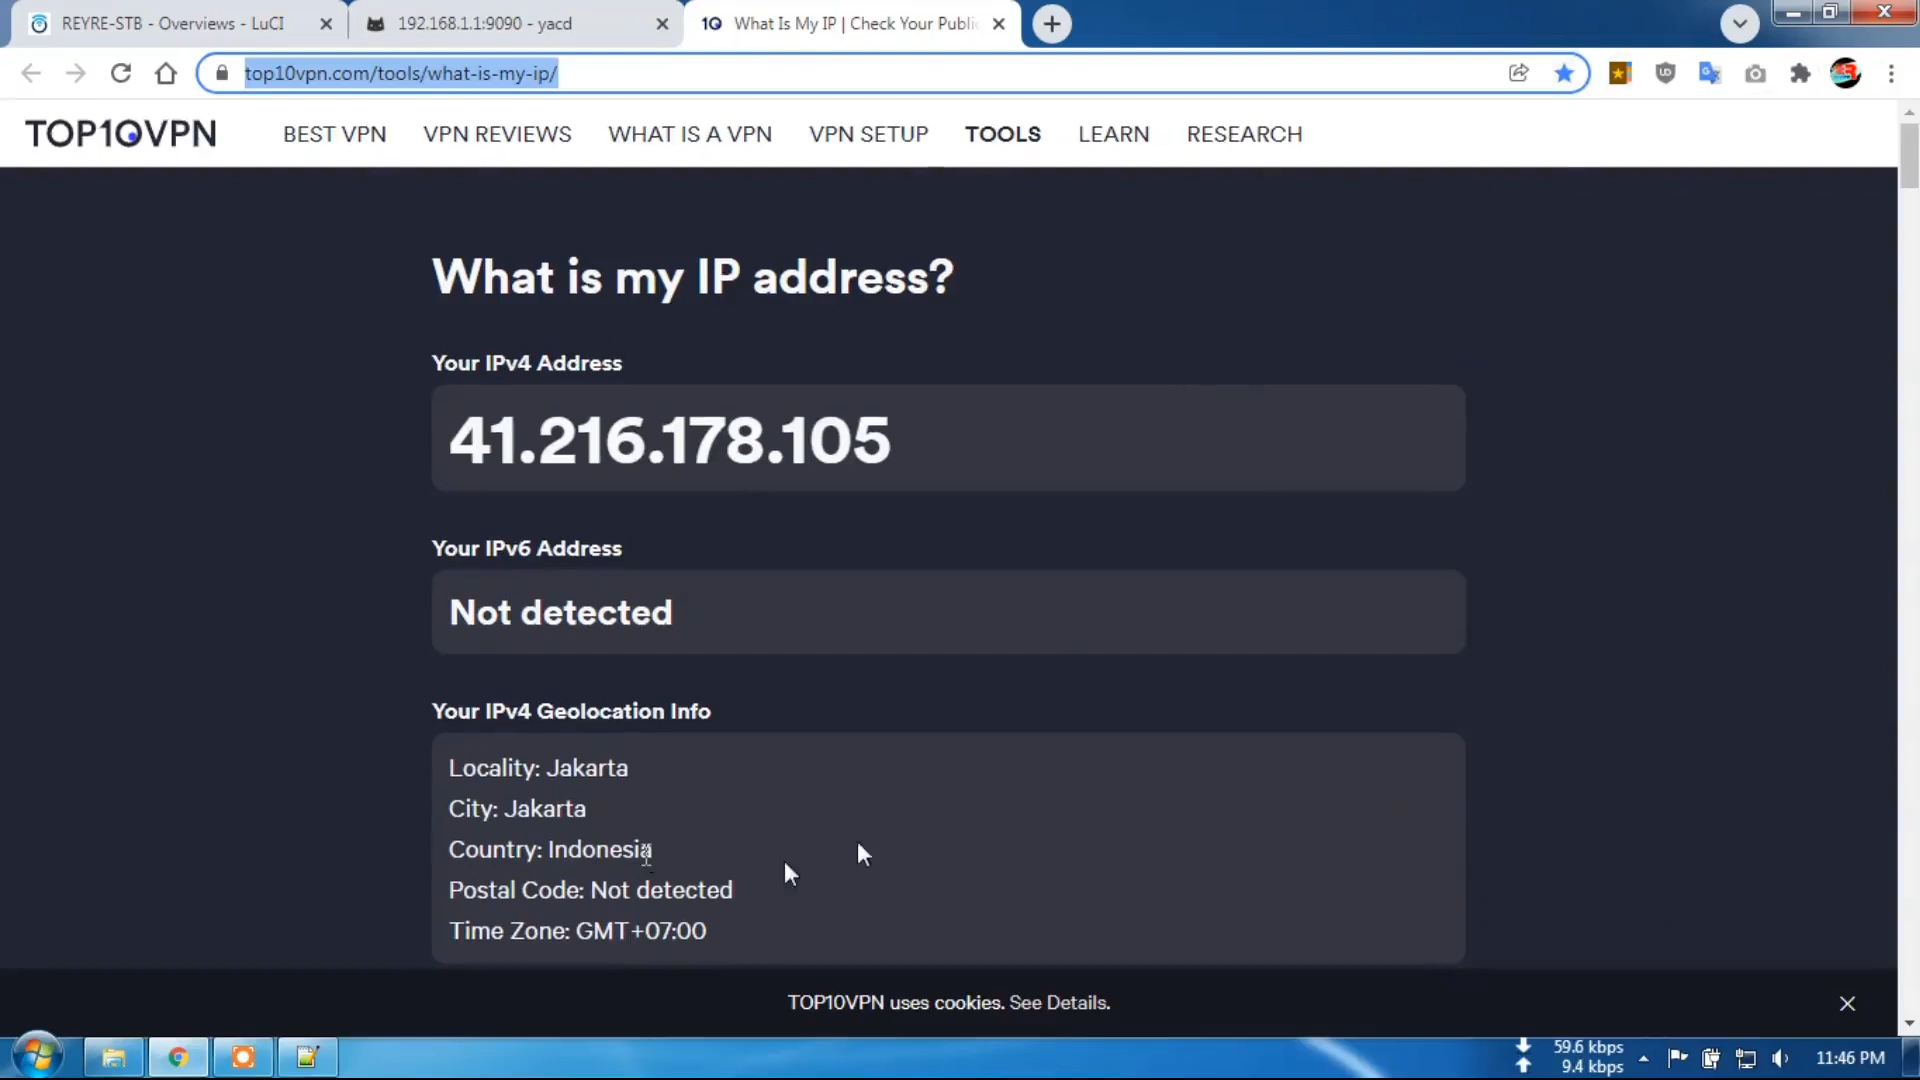 REYRE-STB - Overviews - LuCI
192.168.1.1:9090 - yacd
What Is My IP | Check Your Public
top10vpn.com/tools/what-is-my-ip/
TOP10VPN
BEST VPN
VPN REVIEWS
WHAT IS A VPN
VPN SETUP
TOOLS
LEARN
RESEARCH
What is my IP address?
Your IPv4 Address
41.216.178.105
Your IPv6 Address
Not detected
Your IPv4 Geolocation Info
Locality: Jakarta
City: Jakarta
Country: Indonesia
Postal Code: Not detected
Time Zone: GMT+07:00
TOP10VPN uses cookies. See Details.
59.6 kbps
9.4 kbps
11:46 PM